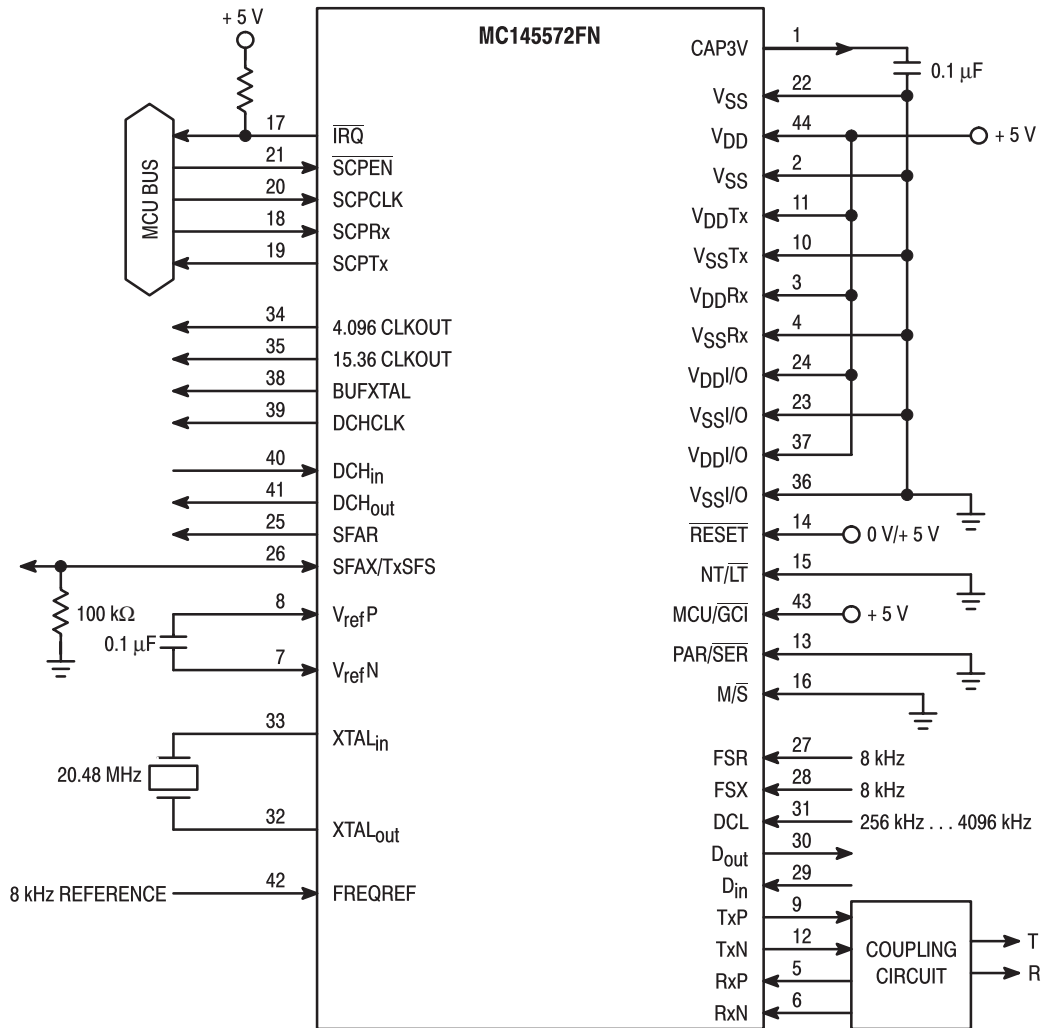 + 5 V
MC145572FN
MCU BUS
17 IRQ
21 SCPEN
20 SCPCLK
18 SCPRx
19 SCPTx
34 4.096 CLKOUT
35 15.36 CLKOUT
38 BUFXTAL
39 DCHCLK
40 DCHin
41 DCHout
25 SFAR
26 SFAX/TxSFS
100 kΩ
8 VrefP
0.1 µF
7 VrefN
33 XTALin
20.48 MHz
32 XTALout
8 kHz REFERENCE 42 FREQREF
CAP3V 1
0.1 µF
VSS 22
VDD 44 + 5 V
VSS 2
VDDTx 11
VSSTx 10
VDDRx 3
VSSRx 4
VDDI/O 24
VSSI/O 23
VDDI/O 37
VSSI/O 36
RESET 14 0 V/+ 5 V
NT/LT 15
MCU/GCI 43 + 5 V
PAR/SER 13
M/S 16
FSR 27 8 kHz
FSX 28 8 kHz
DCL 31 256 kHz . . . 4096 kHz
Dout 30
Din 29
TxP 9
TxN 12
RxP 5
RxN 6
COUPLING
CIRCUIT
T
R